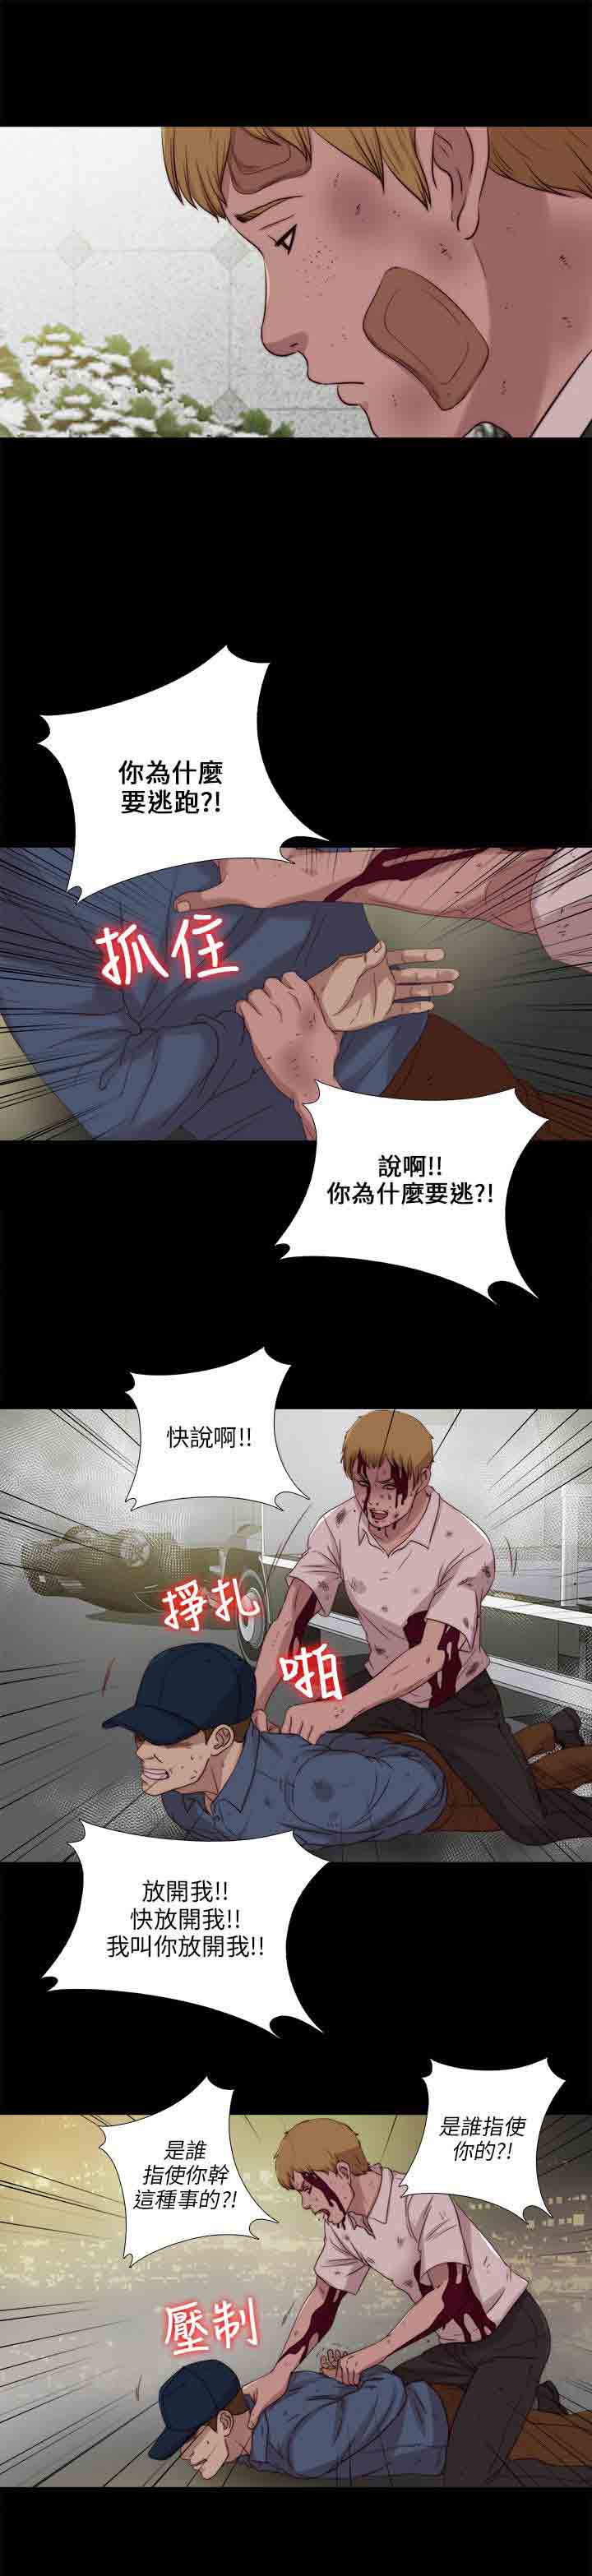 你為什麼
要逃跑?!
抓住
說啊!!
你為什麼要逃?!
快說啊!!
掙扎
啪
放開我!!
快放開我!!
我叫你放開我!!
是誰指使
你的?!
是誰
指使你幹
這種事的?!
壓制